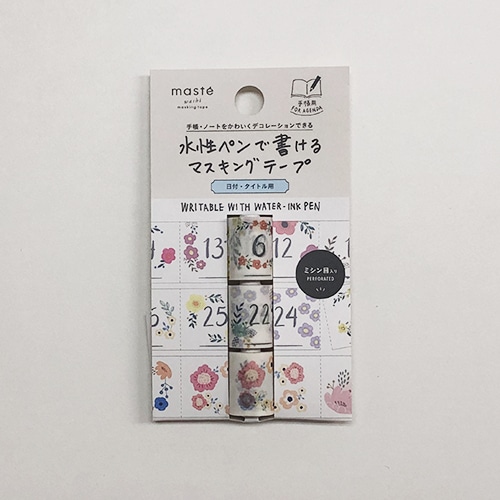 masté
washi
masking tape
手帳用
FOR AGENDA
手帳・ノートをかわいくデコレーションできる
水性ペンで書ける
マスキングテープ
日付・タイトル用
WRITABLE WITH WATER-INK PEN
13 6 12
ミシン目入り
PERFORATED
25 22 24